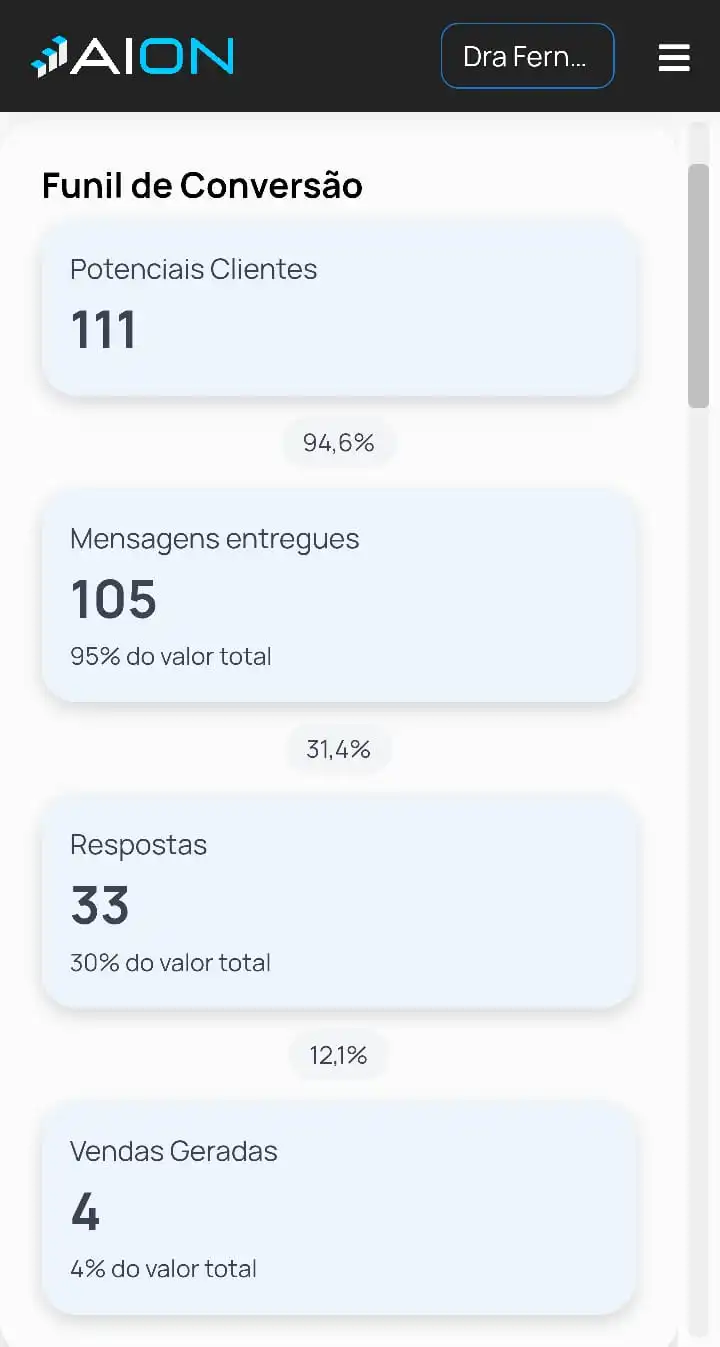 AION
Dra Fern...
Funil de Conversão
Potenciais Clientes
111
94,6%
Mensagens entregues
105
95% do valor total
31,4%
Respostas
33
30% do valor total
12,1%
Vendas Geradas
4
4% do valor total